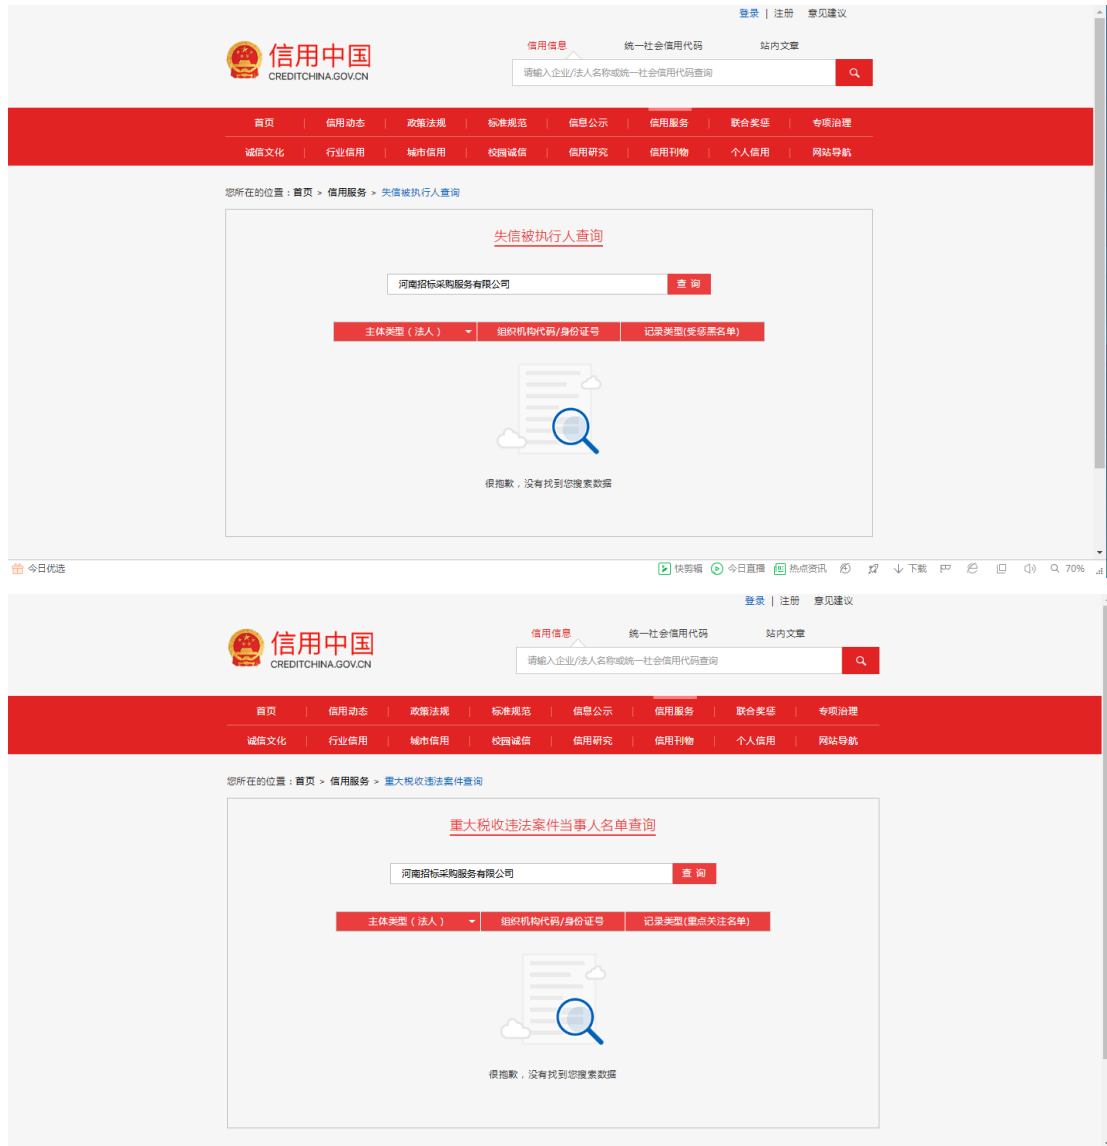 登录 | 注册 意见建议
信用信息 统一社会信用代码 站内文章
信用中国
CREDITCHINA.GOV.CN
请输入企业/法人名称或统一社会信用代码查询
首页 信用动态 政策法规 标准规范 信息公示 信用服务 联合奖惩 专项治理
诚信文化 行业信用 城市信用 校园诚信 信用研究 信用刊物 个人信用 网站导航
您所在的位置：首页 > 信用服务 > 失信被执行人查询
失信被执行人查询
河南招标采购服务有限公司 查 询
主体类型（法人） 组织机构代码/身份证号 记录类型(受惩黑名单)
很抱歉，没有找到您搜索数据
今日优选 快剪辑 今日直播 热点资讯 下载 70%
登录 | 注册 意见建议
信用信息 统一社会信用代码 站内文章
信用中国
CREDITCHINA.GOV.CN
请输入企业/法人名称或统一社会信用代码查询
首页 信用动态 政策法规 标准规范 信息公示 信用服务 联合奖惩 专项治理
诚信文化 行业信用 城市信用 校园诚信 信用研究 信用刊物 个人信用 网站导航
您所在的位置：首页 > 信用服务 > 重大税收违法案件查询
重大税收违法案件当事人名单查询
河南招标采购服务有限公司 查 询
主体类型（法人） 组织机构代码/身份证号 记录类型(重点关注名单)
很抱歉，没有找到您搜索数据